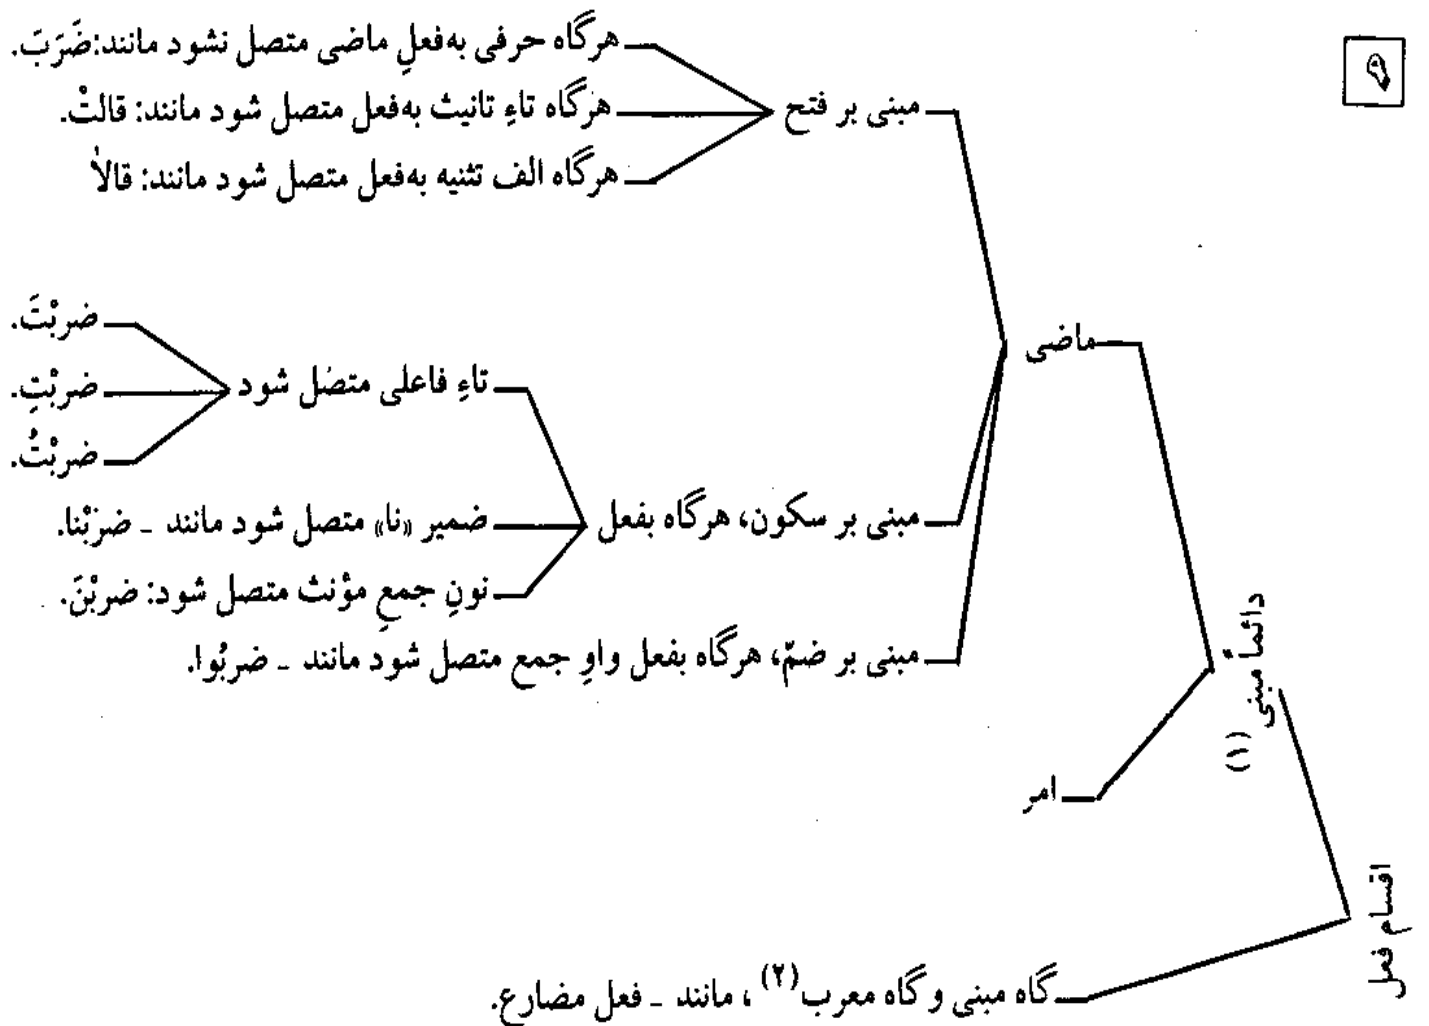 ۹
هرگاه حرفی به‌فعلِ ماضی متصل نشود مانند:ضَرَبَ.
مبنی بر فتح
هرگاه تاءِ تانیث به‌فعل متصل شود مانند: قالتْ.
هرگاه الف تثنیه به‌فعل متصل شود مانند: قالاٰ
ماضی
ضربْتَ.
تاءِ فاعلی متصل شود
ضربْتِ.
ضربْتُ.
مبنی بر سکون، هرگاه بفعل
ضمیر «نا» متصل شود مانند ـ ضربْنا.
نونِ جمعِ مؤنث متصل شود: ضربْنَ.
مبنی بر ضمّ، هرگاه بفعل واوِ جمع متصل شود مانند ـ ضربُوا.
دائماً مبنی (۱)
امر
اقسام فعل
گاه مبنی و گاه معرب(۲) ، مانند ـ فعل مضارع.